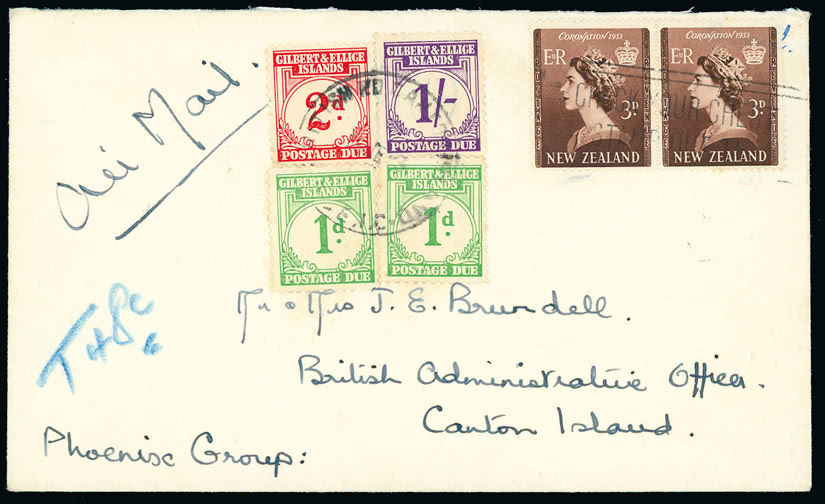 Air Mail.
GILBERT & ELLICE
ISLANDS
2d.
POSTAGE DUE
GILBERT & ELLICE
ISLANDS
1/-
POSTAGE DUE
GILBERT & ELLICE
ISLANDS
1d.
POSTAGE DUE
GILBERT & ELLICE
ISLANDS
1d.
POSTAGE DUE
CORONATION 1953
E R
3D
NEW ZEALAND
CORONATION 1953
E R
3D
NEW ZEALAND
Mr & Mrs J. E. Brundell.
British Administrative Officer.
Canton Island.
Phoenix Group: